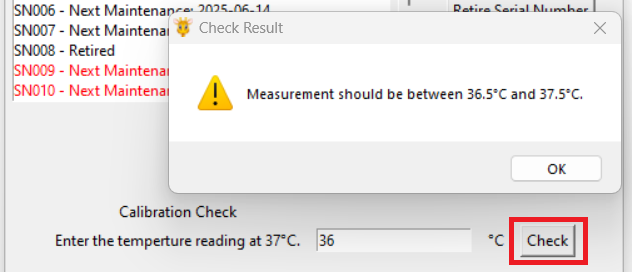 SN006 - Next Maintenance: 2025-06-14
SN007 - Next Maintenan
SN008 - Retired
SN009 - Next Maintenan
SN010 - Next Maintenan
Retire Serial Number
Check Result
Measurement should be between 36.5°C and 37.5°C.
OK
Calibration Check
Enter the temperture reading at 37°C. 36 °C Check